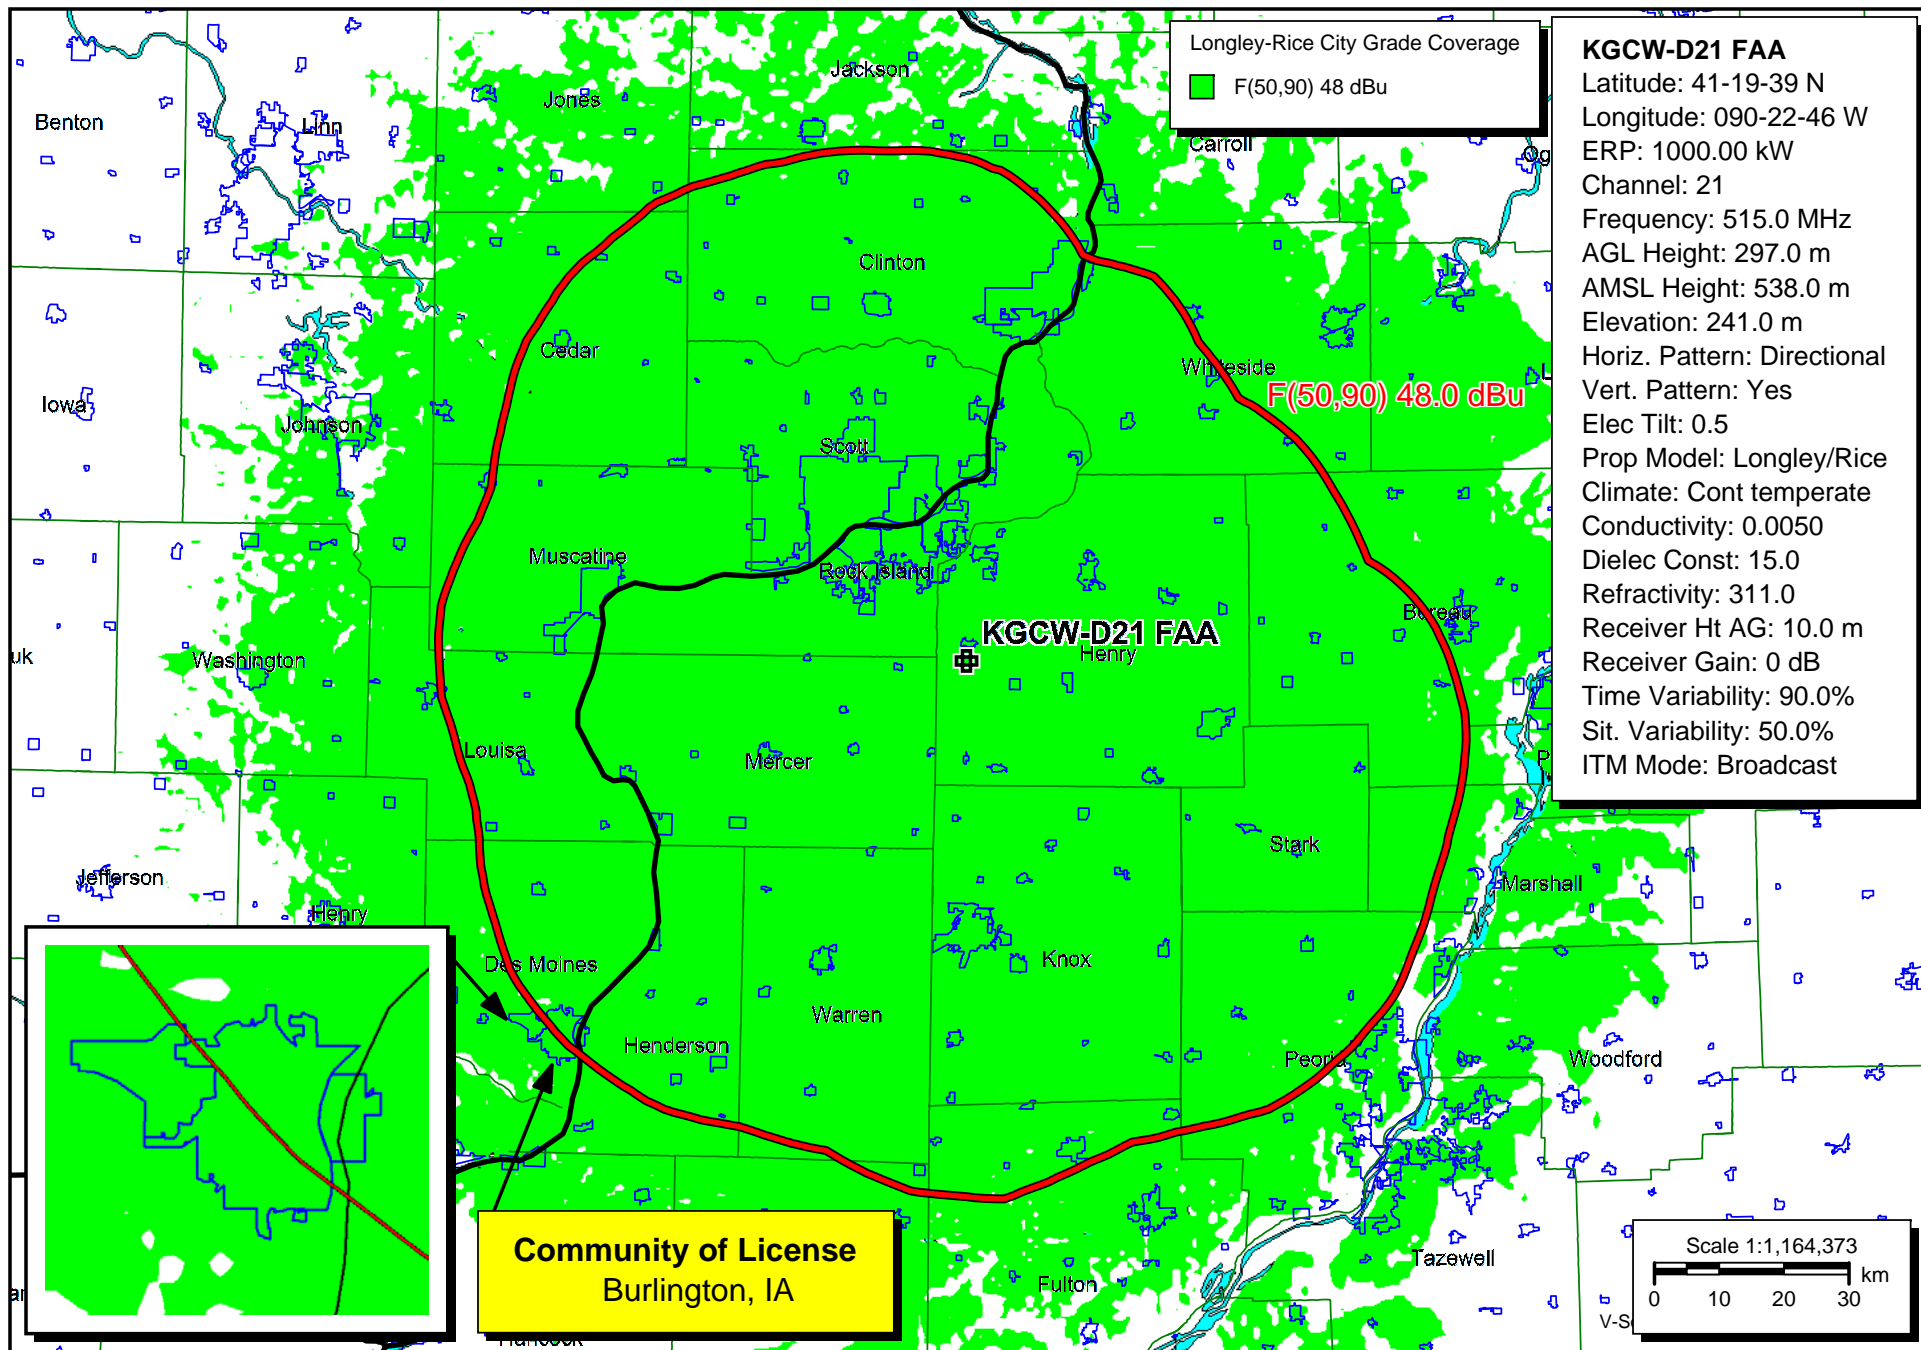 Longley-Rice City Grade Coverage
F(50,90) 48 dBu
KGCW-D21 FAA
Latitude: 41-19-39 N
Longitude: 090-22-46 W
ERP: 1000.00 kW
Channel: 21
Frequency: 515.0 MHz
AGL Height: 297.0 m
AMSL Height: 538.0 m
Elevation: 241.0 m
Horiz. Pattern: Directional
Vert. Pattern: Yes
Elec Tilt: 0.5
Prop Model: Longley/Rice
Climate: Cont temperate
Conductivity: 0.0050
Dielec Const: 15.0
Refractivity: 311.0
Receiver Ht AG: 10.0 m
Receiver Gain: 0 dB
Time Variability: 90.0%
Sit. Variability: 50.0%
ITM Mode: Broadcast
Jackson
Jones
Benton
Linn
Carroll
Og
Clinton
Cedar
Whiteside
F(50,90) 48.0 dBu
Iowa
Johnson
Scott
Muscatine
Rock Island
Bureau
KGCW-D21 FAA
Henry
uk
Washington
Louisa
Mercer
Stark
Jefferson
Marshall
Henry
Des Moines
Knox
Warren
Henderson
Peoria
Woodford
Community of License
Burlington, IA
Tazewell
Fulton
Hancock
Scale 1:1,164,373
km
0 10 20 30
V-S